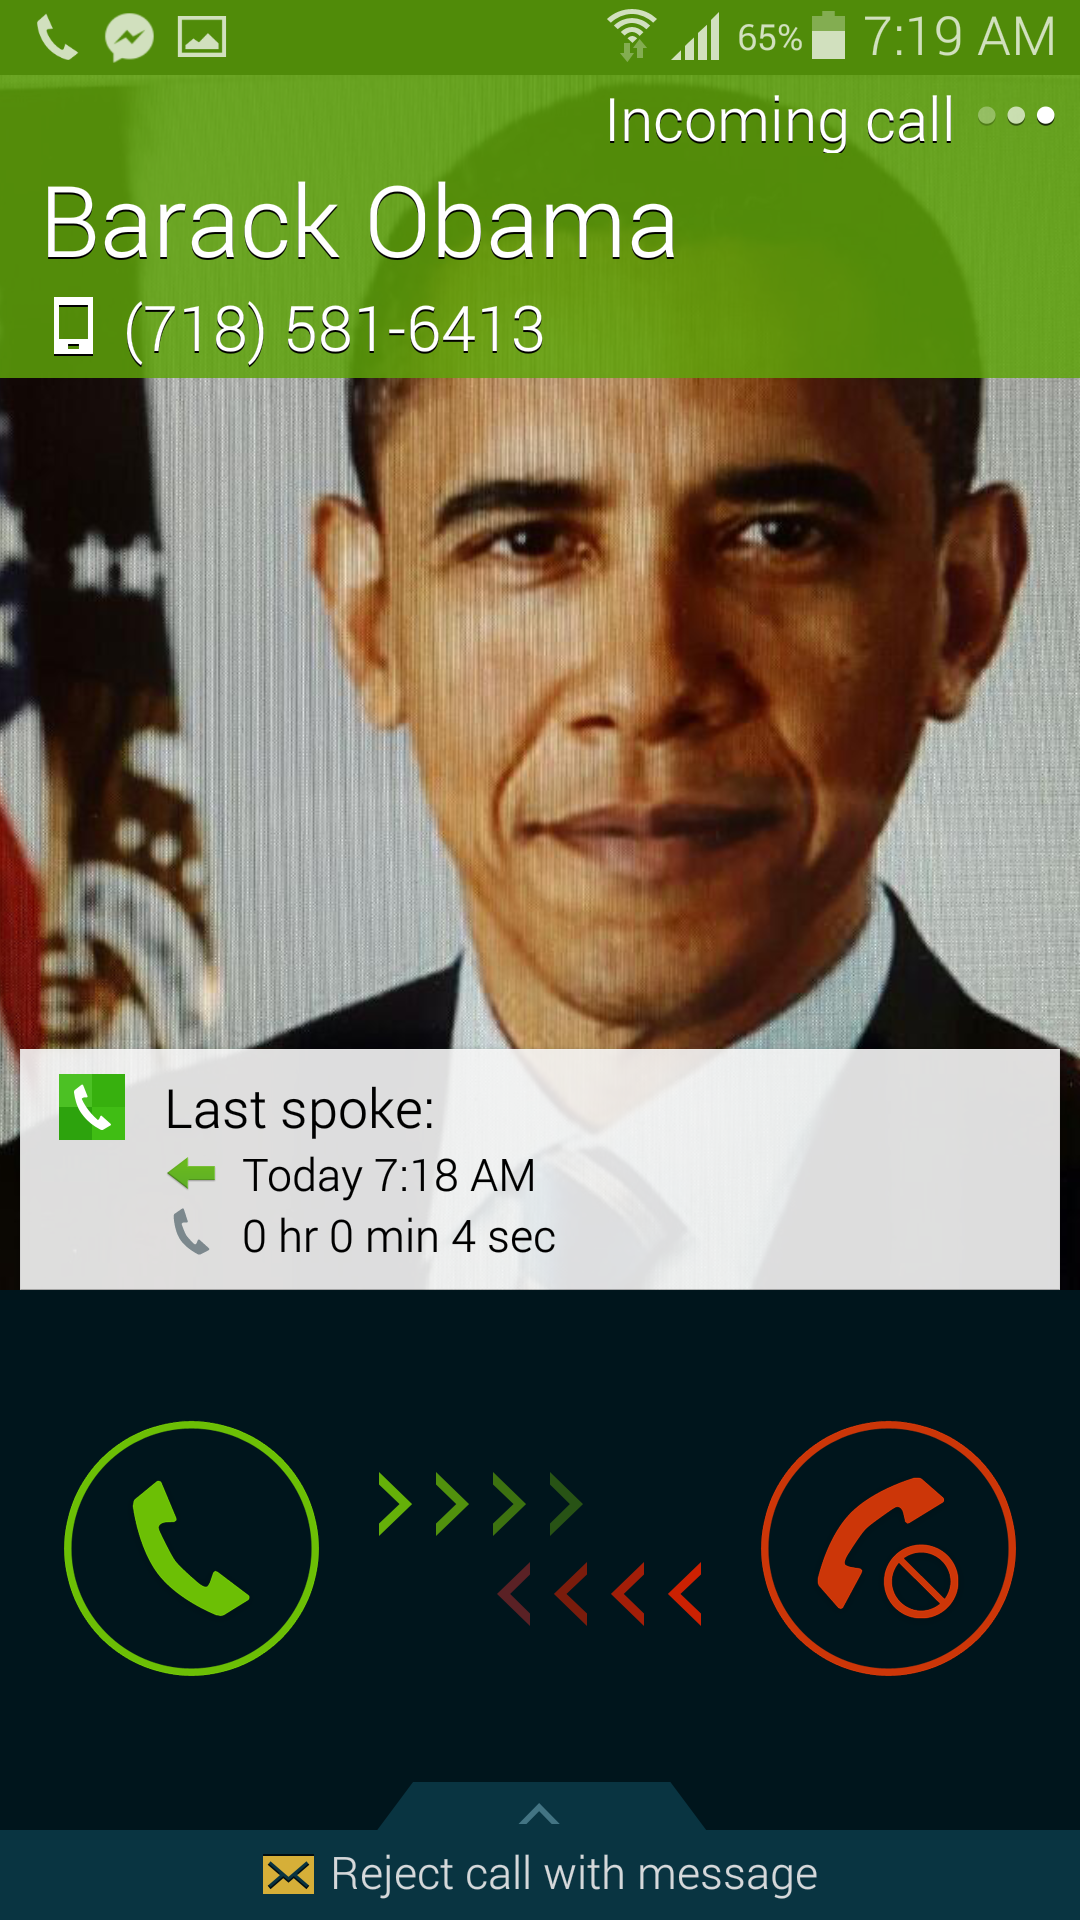 65% 7:19 AM
Incoming call
Barack Obama
(718) 581-6413
Last spoke:
Today 7:18 AM
0 hr 0 min 4 sec
Reject call with message